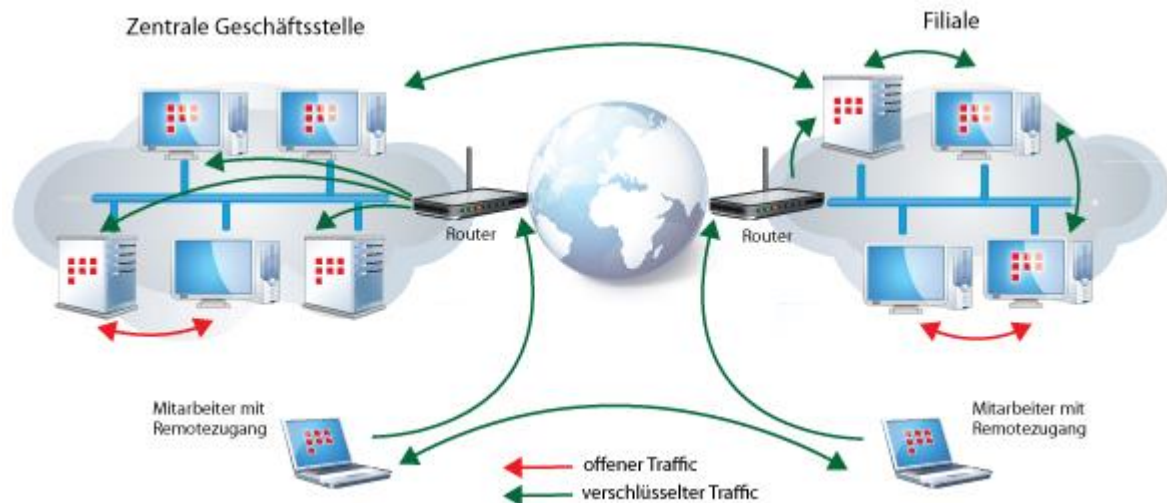 Zentrale Geschäftsstelle
Filiale
Router
Router
Mitarbeiter mit
Remotezugang
Mitarbeiter mit
Remotezugang
offener Traffic
verschlüsselter Traffic